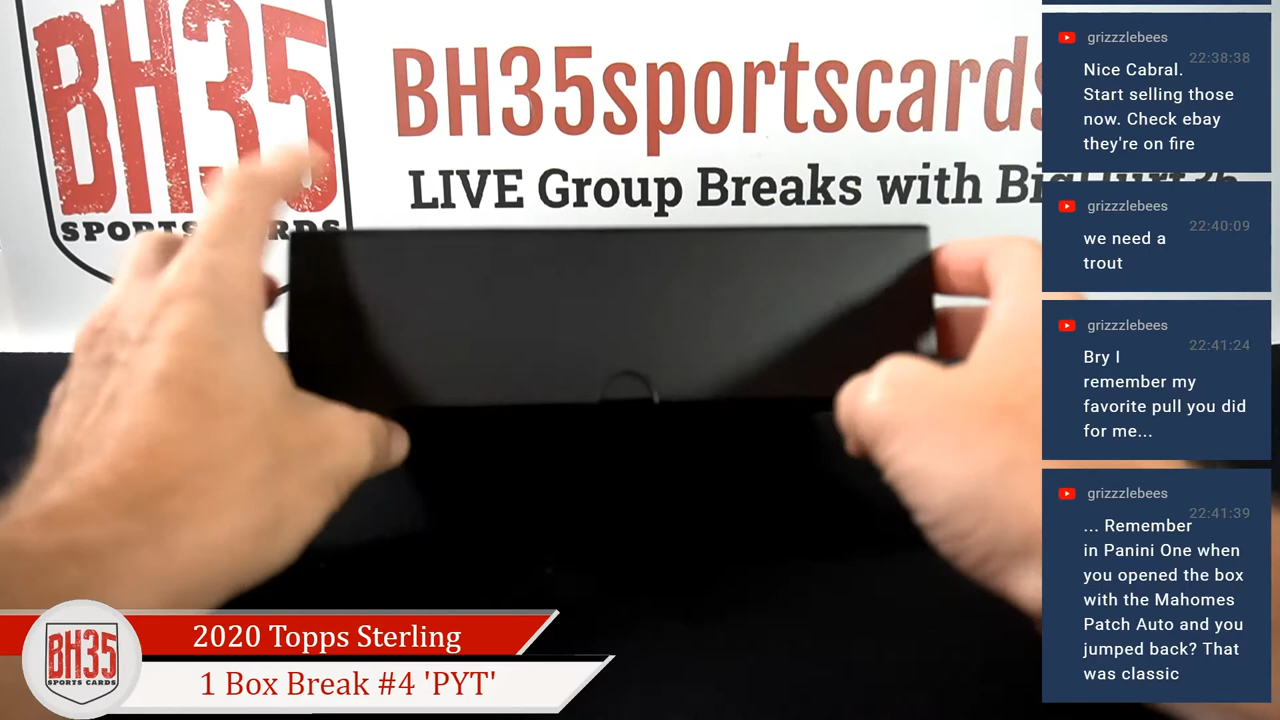 BH35
SPORTS CARDS
BH35sportscards
LIVE Group Breaks with
grizzzlebees
22:38:38
Nice Cabral.
Start selling those
now. Check ebay
they're on fire
grizzzlebees
22:40:09
we need a
trout
grizzzlebees
22:41:24
Bry I
remember my
favorite pull you did
for me...
grizzzlebees
22:41:39
... Remember
in Panini One when
you opened the box
with the Mahomes
Patch Auto and you
jumped back? That
was classic
BH35
SPORTS CARDS
2020 Topps Sterling
1 Box Break #4 'PYT'